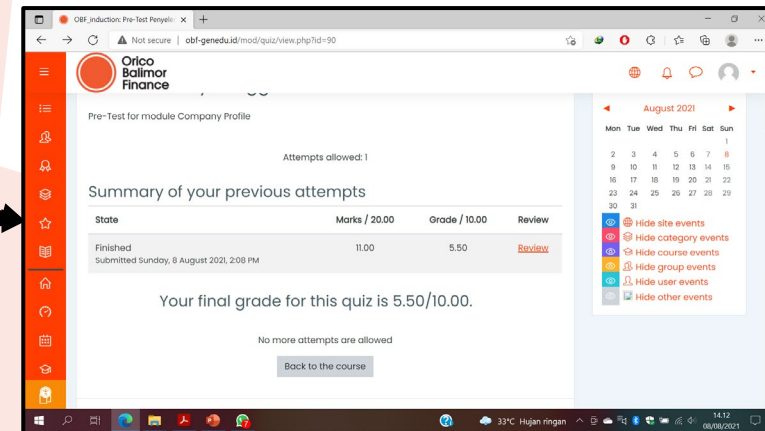 OBF_induction: Pre-Test Penyele
Not secure | obf-genedu.id/mod/quiz/view.php?id=90
Orico
Balimor
Finance
Pre-Test for module Company Profile
Attempts allowed: 1
Summary of your previous attempts
State Marks / 20.00 Grade / 10.00 Review
Finished 11.00 5.50 Review
Submitted Sunday, 8 August 2021, 2:08 PM
Your final grade for this quiz is 5.50/10.00.
No more attempts are allowed
Back to the course
August 2021
Mon Tue Wed Thu Fri Sat Sun
1
2 3 4 5 6 7 8
9 10 11 12 13 14 15
16 17 18 19 20 21 22
23 24 25 26 27 28 29
30 31
Hide site events
Hide category events
Hide course events
Hide group events
Hide user events
Hide other events
33°C Hujan ringan
14.12
08/08/2021